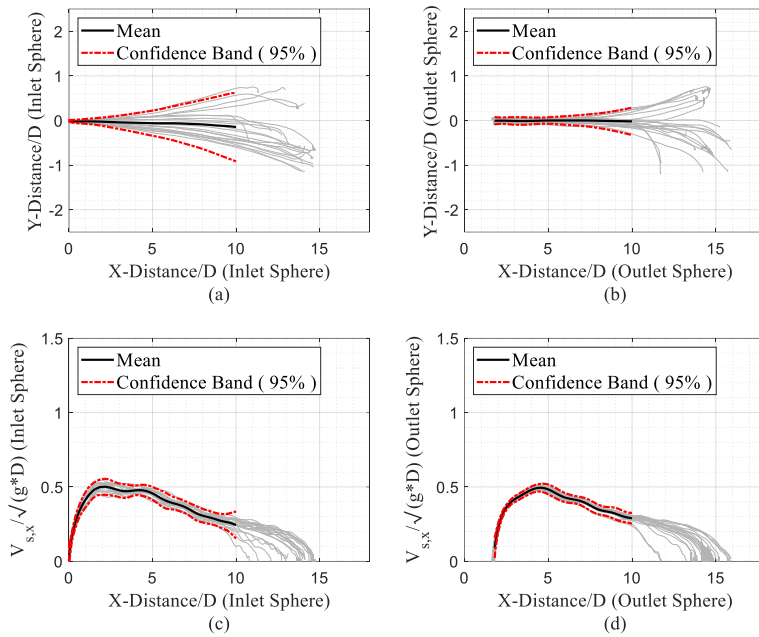 Y-Distance/D (Inlet Sphere)
2
1
0
-1
-2
Mean
Confidence Band ( 95% )
0
5
10
15
X-Distance/D (Inlet Sphere)
(a)
Y-Distance/D (Outlet Sphere)
2
1
0
-1
-2
Mean
Confidence Band ( 95% )
0
5
10
15
X-Distance/D (Outlet Sphere)
(b)
V_{s,x}/√(g*D) (Inlet Sphere)
1.5
1
0.5
0
Mean
Confidence Band ( 95% )
0
5
10
15
X-Distance/D (Inlet Sphere)
(c)
V_{s,x}/√(g*D) (Outlet Sphere)
1.5
1
0.5
0
Mean
Confidence Band ( 95% )
0
5
10
15
X-Distance/D (Outlet Sphere)
(d)